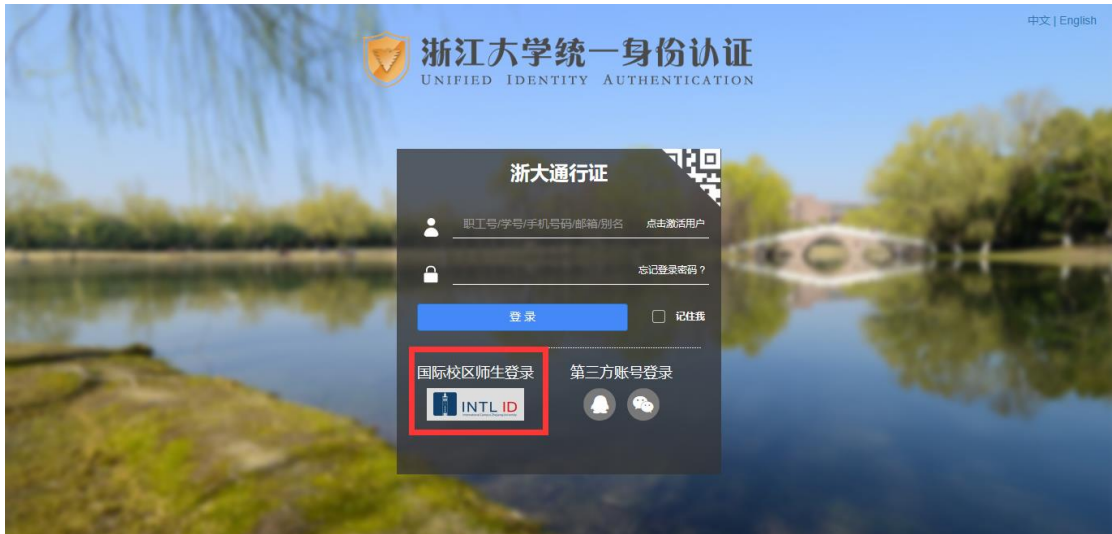 中文 | English
浙江大学统一身份认证
UNIFIED IDENTITY AUTHENTICATION
浙大通行证
职工号/学号/手机号码/邮箱/别名 点击激活用户
忘记登录密码？
登 录 记住我
国际校区师生登录 第三方账号登录
INTL ID